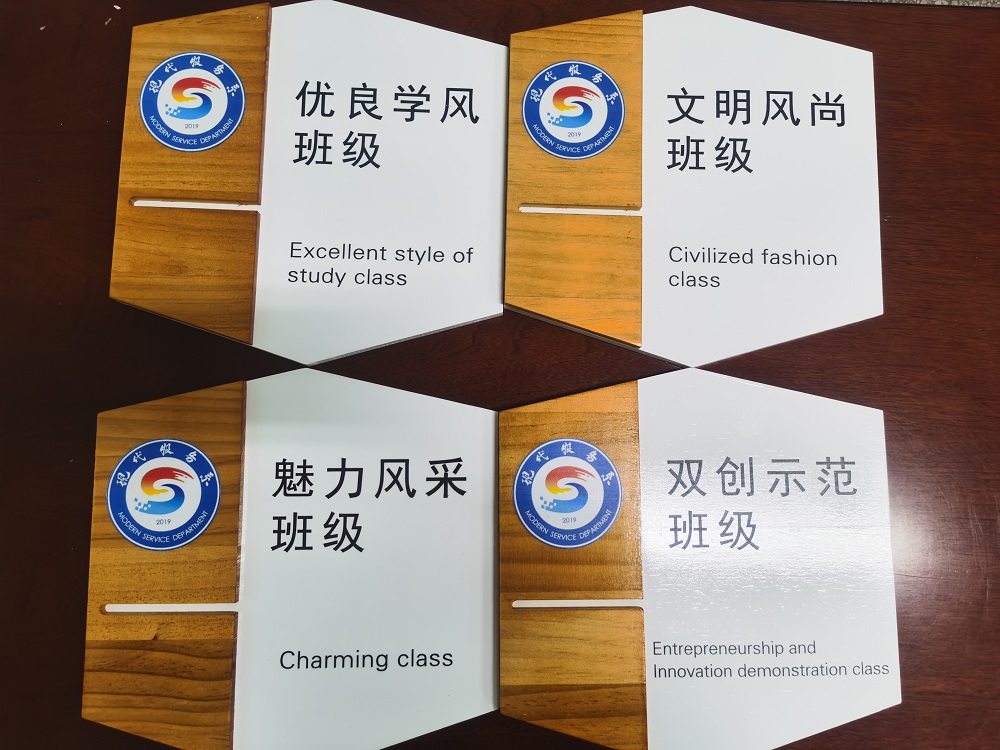 现代服务系
2019
MODERN SERVICE DEPARTMENT
优良学风
班级
Excellent style of
study class
现代服务系
2019
MODERN SERVICE DEPARTMENT
文明风尚
班级
Civilized fashion
class
现代服务系
2019
MODERN SERVICE DEPARTMENT
魅力风采
班级
Charming class
现代服务系
2019
MODERN SERVICE DEPARTMENT
双创示范
班级
Entrepreneurship and
Innovation demonstration class